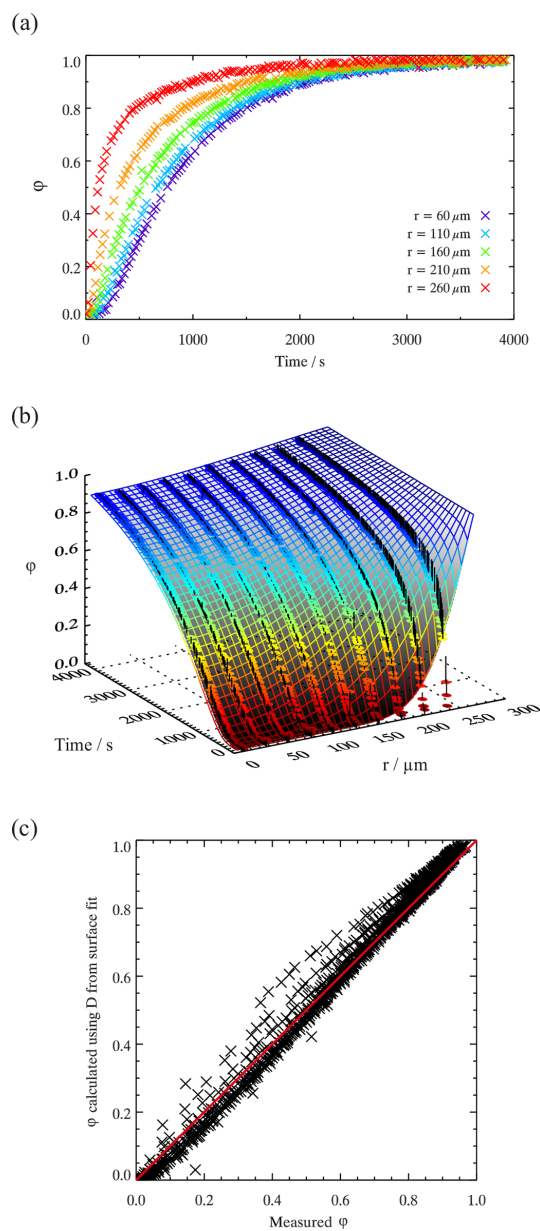 (a)
φ
1.0
0.8
0.6
0.4
0.2
0.0
r = 60 μm
r = 110 μm
r = 160 μm
r = 210 μm
r = 260 μm
0 1000 2000 3000 4000
Time / s
(b)
φ
1.0
0.8
0.6
0.4
0.2
0.0
4000
3000
2000
1000
0
Time / s
0 50 100 150 200 250 300
r / μm
(c)
φ calculated using D from surface fit
1.0
0.8
0.6
0.4
0.2
0.0
0.0 0.2 0.4 0.6 0.8 1.0
Measured φ